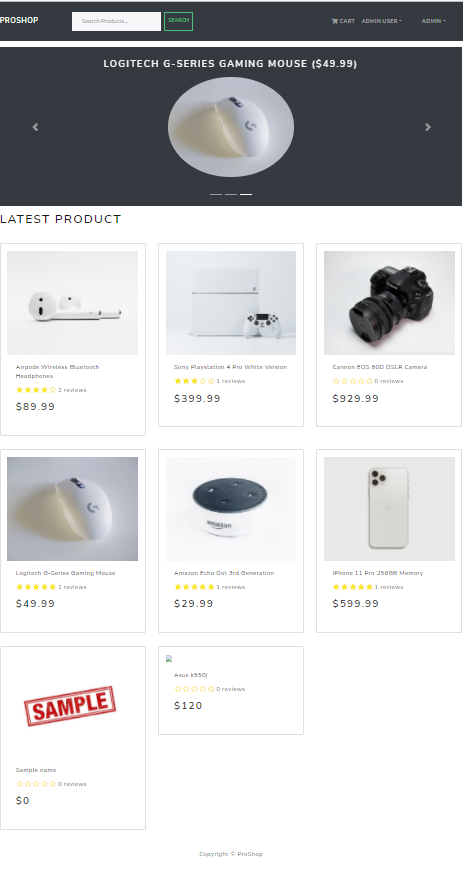 PROSHOP
Search Products...
SEARCH
CART
ADMIN USER
ADMIN
LOGITECH G-SERIES GAMING MOUSE ($49.99)
LATEST PRODUCT
Airpods Wireless Bluetooth
Headphones
2 reviews
$89.99
Sony Playstation 4 Pro White Version
1 reviews
$399.99
Cannon EOS 80D DSLR Camera
0 reviews
$929.99
Logitech G-Series Gaming Mouse
1 reviews
$49.99
Amazon Echo Dot 3rd Generation
1 reviews
$29.99
iPhone 11 Pro 256GB Memory
1 reviews
$599.99
SAMPLE
Sample name
0 reviews
$0
Asus k550j
0 reviews
$120
Copyright © ProShop